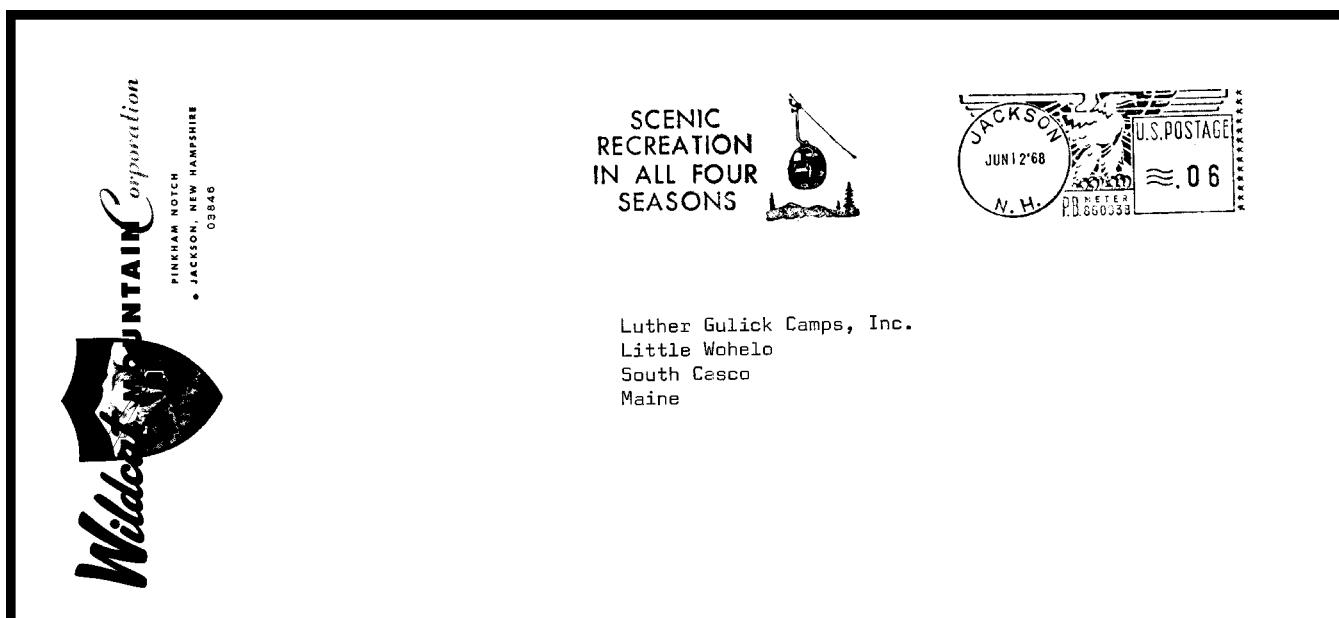 Wildcat MOUNTAIN Corporation
PINKHAM NOTCH
• JACKSON, NEW HAMPSHIRE
03846
SCENIC
RECREATION
IN ALL FOUR
SEASONS
JACKSON
JUN 12 '68
N. H.
U.S. POSTAGE
.06
P.B. METER
Luther Gulick Camps, Inc.
Little Wohelo
South Casco
Maine